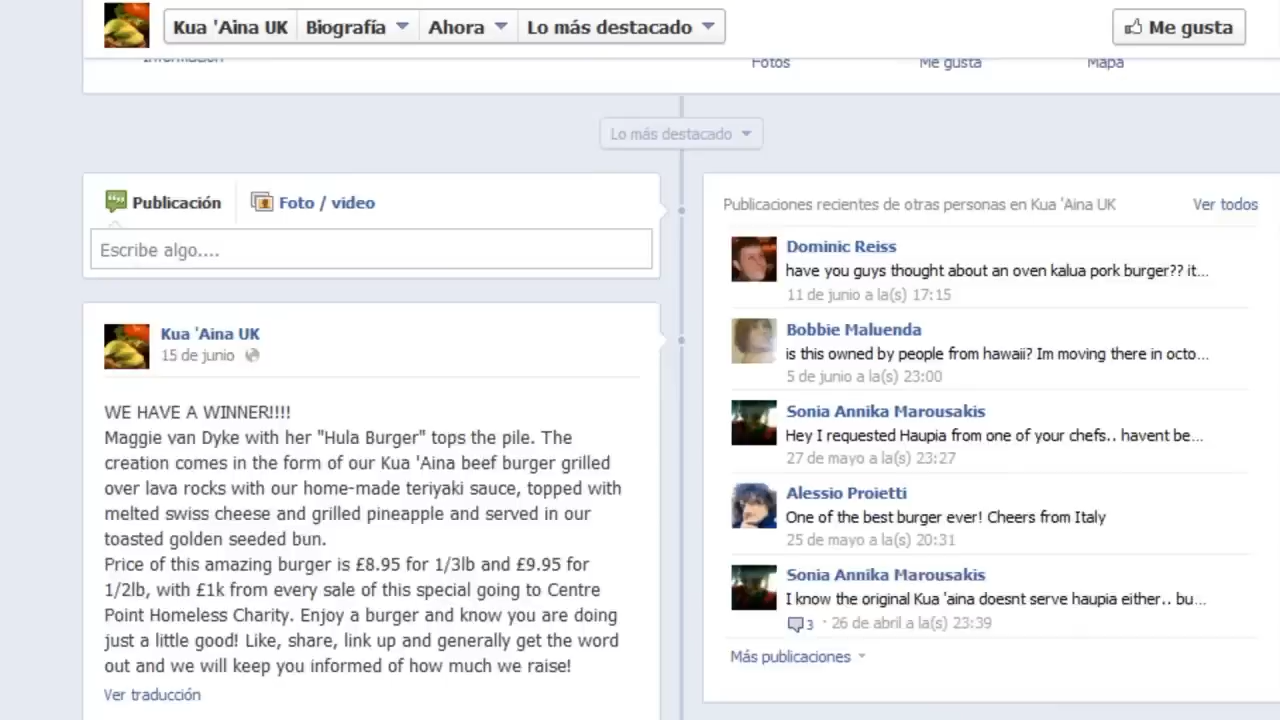 Kua 'Aina UK
Biografía
Ahora
Lo más destacado
Me gusta
Información
Fotos
Me gusta
Mapa
Lo más destacado
Publicación
Foto / video
Escribe algo....
Kua 'Aina UK
15 de junio
WE HAVE A WINNER!!!!
Maggie van Dyke with her "Hula Burger" tops the pile. The
creation comes in the form of our Kua 'Aina beef burger grilled
over lava rocks with our home-made teriyaki sauce, topped with
melted swiss cheese and grilled pineapple and served in our
toasted golden seeded bun.
Price of this amazing burger is £8.95 for 1/3lb and £9.95 for
1/2lb, with £1k from every sale of this special going to Centre
Point Homeless Charity. Enjoy a burger and know you are doing
just a little good! Like, share, link up and generally get the word
out and we will keep you informed of how much we raise!
Ver traducción
Publicaciones recientes de otras personas en Kua 'Aina UK
Ver todos
Dominic Reiss
have you guys thought about an oven kalua pork burger?? it...
11 de junio a la(s) 17:15
Bobbie Maluenda
is this owned by people from hawaii? Im moving there in octo...
5 de junio a la(s) 23:00
Sonia Annika Marousakis
Hey I requested Haupia from one of your chefs.. havent be...
27 de mayo a la(s) 23:27
Alessio Proietti
One of the best burger ever! Cheers from Italy
25 de mayo a la(s) 20:31
Sonia Annika Marousakis
I know the original Kua 'aina doesnt serve haupia either.. bu...
3 · 26 de abril a la(s) 23:39
Más publicaciones